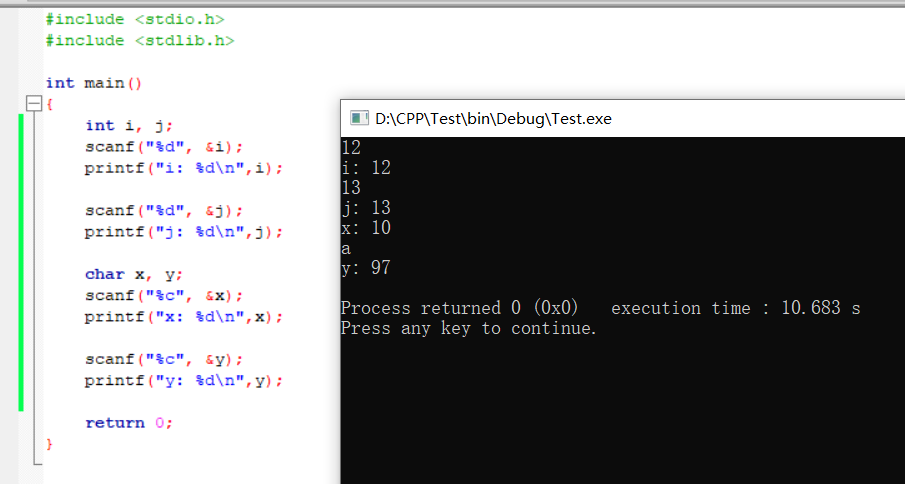 #include <stdio.h>
#include <stdlib.h>
int main()
{
int i, j;
scanf("%d", &i);
printf("i: %d\n",i);
scanf("%d", &j);
printf("j: %d\n",j);
char x, y;
scanf("%c", &x);
printf("x: %d\n",x);
scanf("%c", &y);
printf("y: %d\n",y);
return 0;
}
D:\CPP\Test\bin\Debug\Test.exe
12
i: 12
13
j: 13
x: 10
a
y: 97
Process returned 0 (0x0)   execution time : 10.683 s
Press any key to continue.